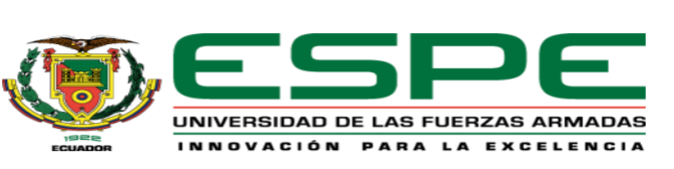 ESPE
UNIVERSIDAD DE LAS FUERZAS ARMADAS
INNOVACIÓN PARA LA EXCELENCIA
1922
ECUADOR